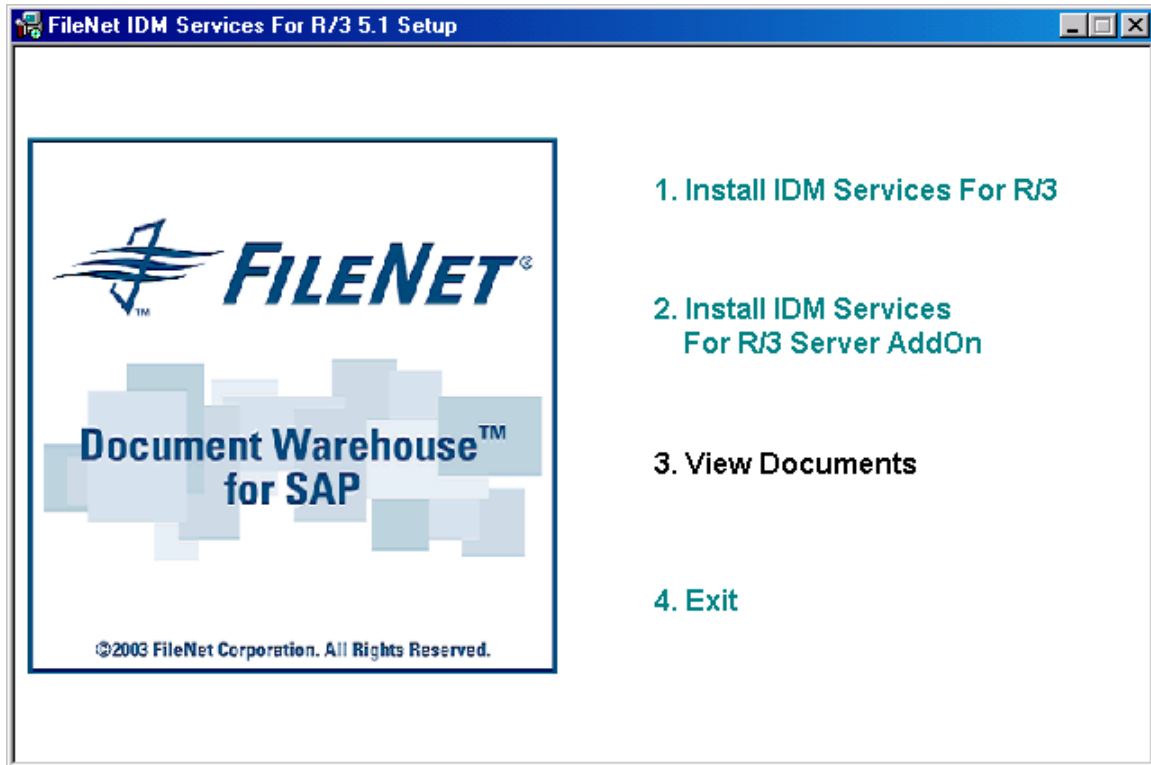 FileNet IDM Services For R/3 5.1 Setup
1. Install IDM Services For R/3
FILENET®
TM
2. Install IDM Services
For R/3 Server AddOn
Document Warehouse™
for SAP
3. View Documents
4. Exit
©2003 FileNet Corporation. All Rights Reserved.